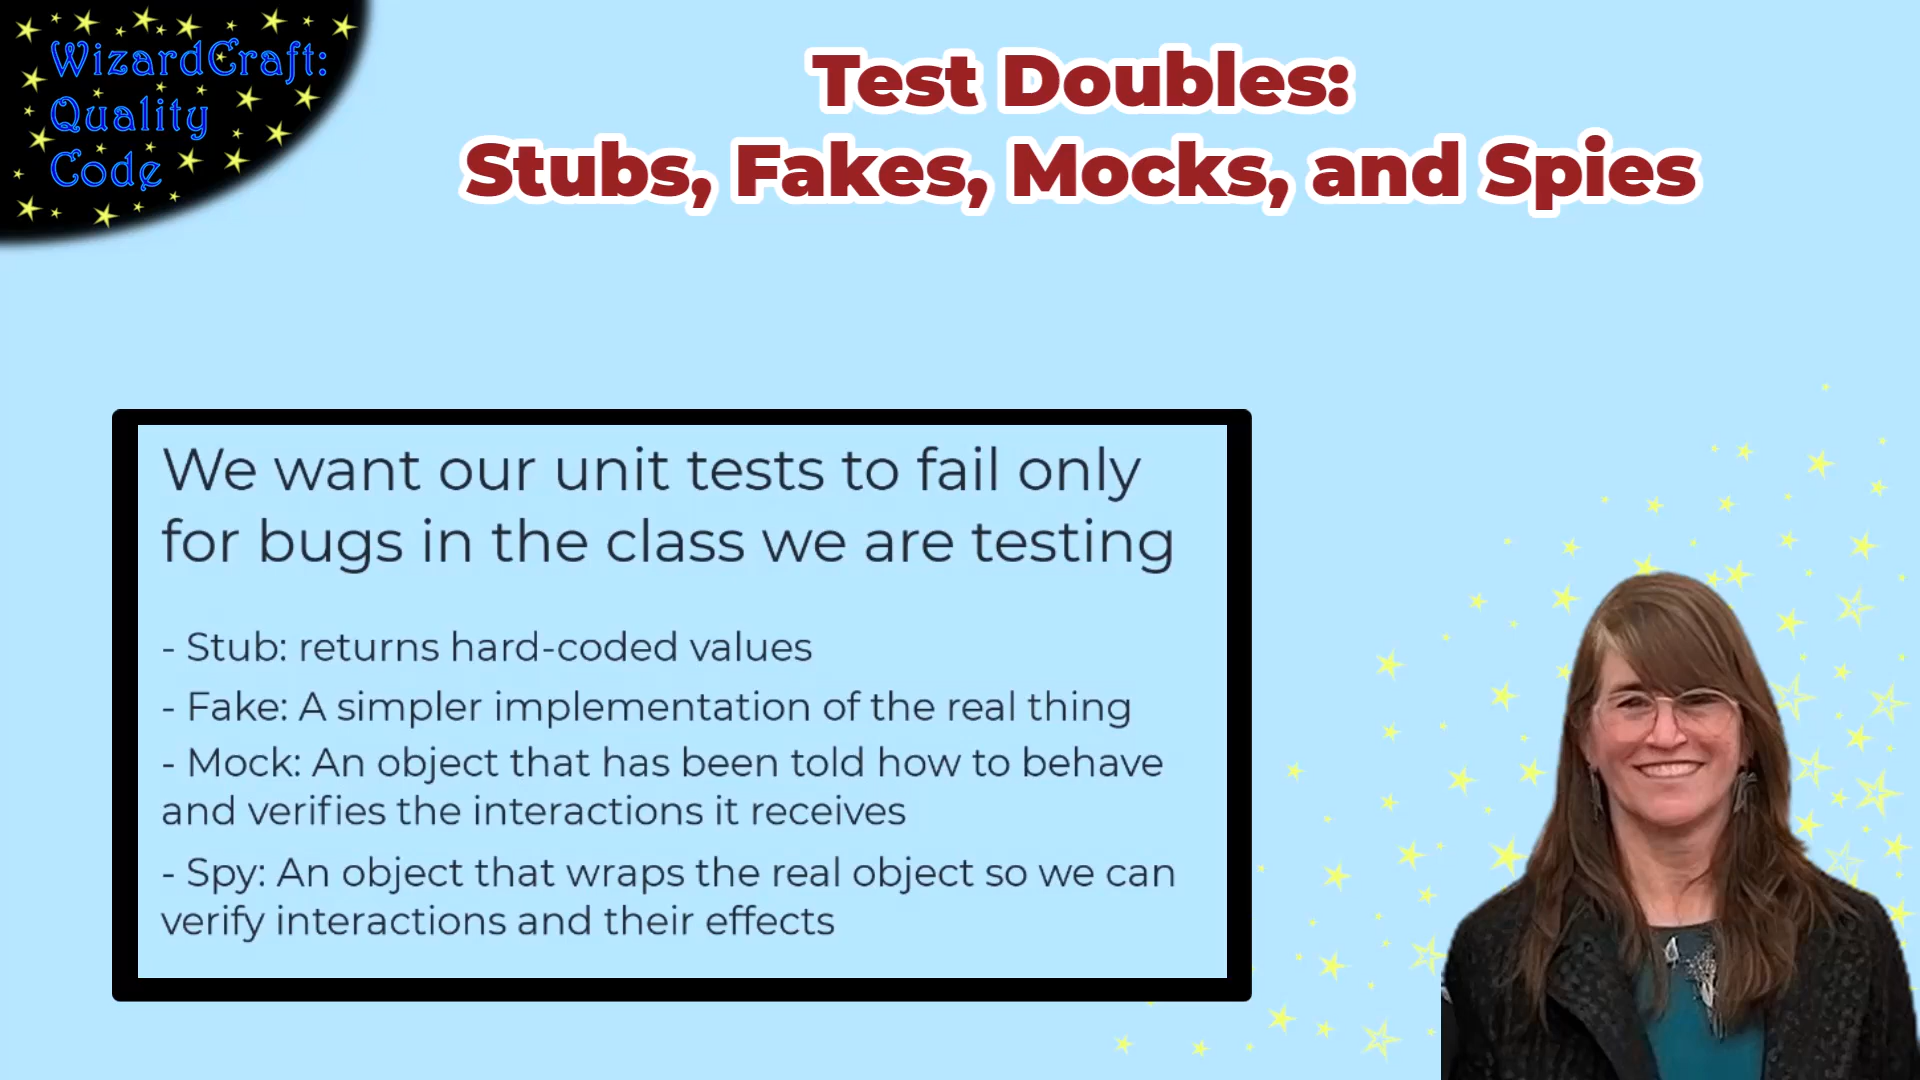 WizardCraft:
Quality
Code
Test Doubles:
Stubs, Fakes, Mocks, and Spies
We want our unit tests to fail only
for bugs in the class we are testing
- Stub: returns hard-coded values
- Fake: A simpler implementation of the real thing
- Mock: An object that has been told how to behave
and verifies the interactions it receives
- Spy: An object that wraps the real object so we can
verify interactions and their effects